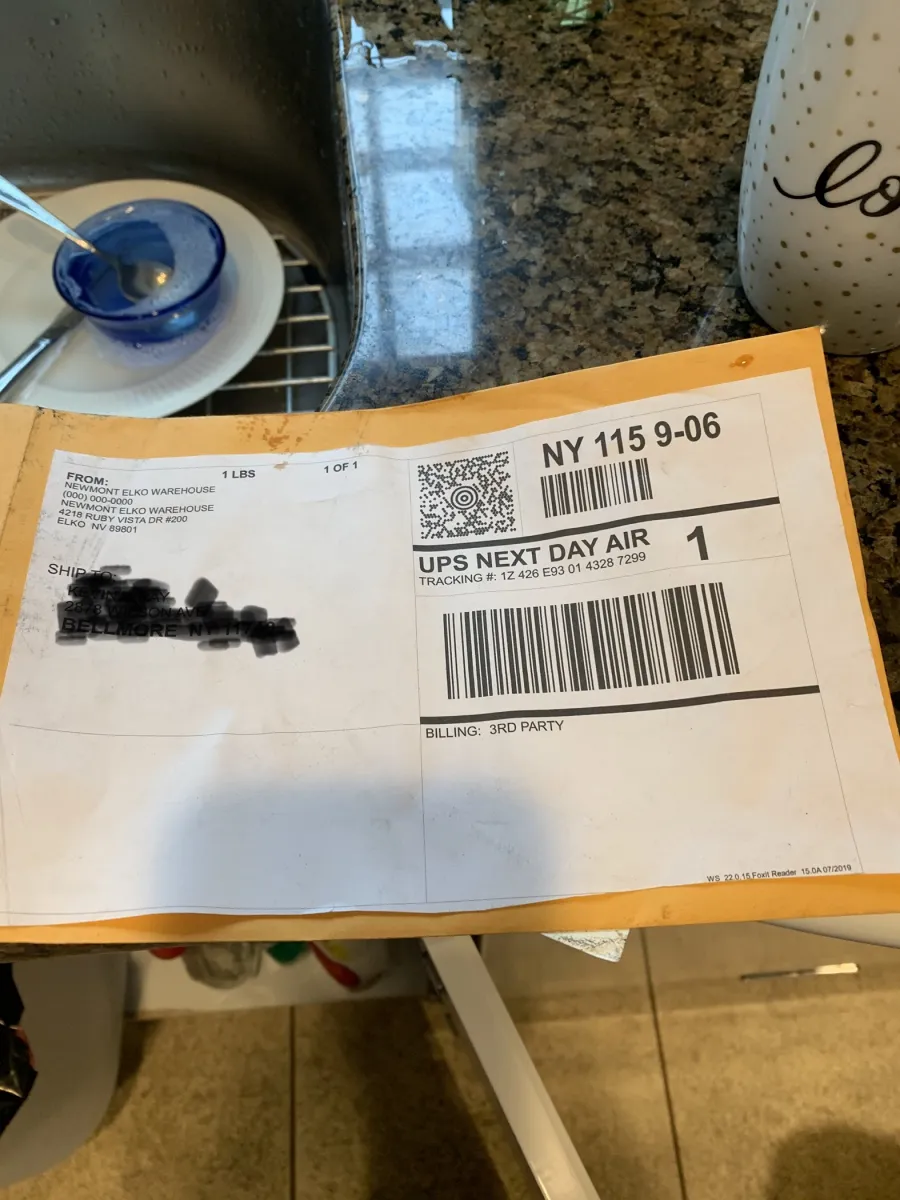 FROM:
1 LBS
1 OF 1
NEWMONT ELKO WAREHOUSE
(000) 000-0000
NEWMONT ELKO WAREHOUSE
4218 RUBY VISTA DR #200
ELKO NV 89801
SHIP TO:
BELLMORE NY
NY 115 9-06
UPS NEXT DAY AIR 1
TRACKING #: 1Z 426 E93 01 4328 7299
BILLING: 3RD PARTY
WS 22.0.15 Foxit Reader 15.0A 07/2019